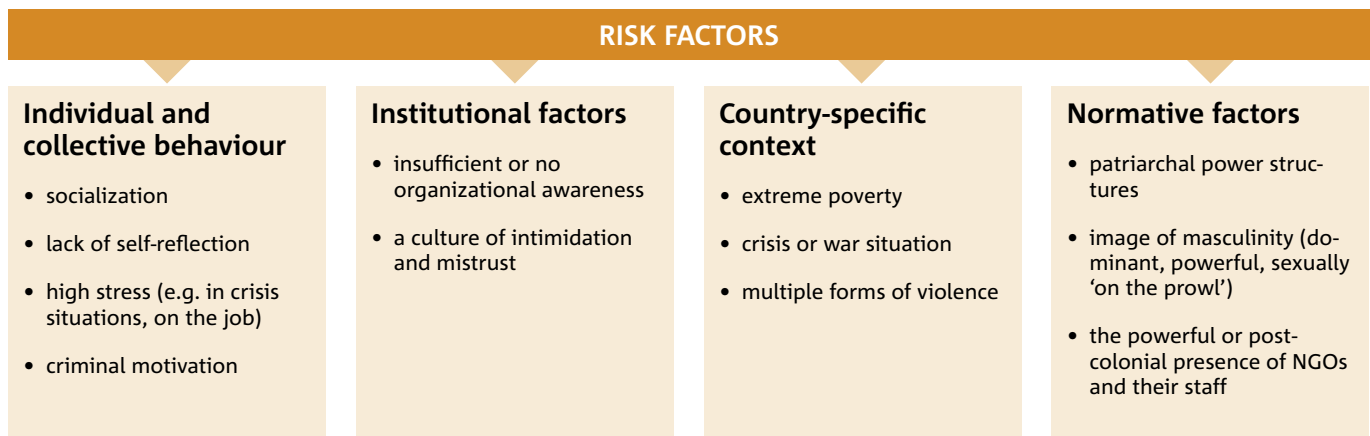 RISK FACTORS
Individual and
collective behaviour
• socialization
• lack of self-reflection
• high stress (e.g. in crisis
situations, on the job)
• criminal motivation
Institutional factors
• insufficient or no
organizational awareness
• a culture of intimidation
and mistrust
Country-specific
context
• extreme poverty
• crisis or war situation
• multiple forms of violence
Normative factors
• patriarchal power struc-
tures
• image of masculinity (do-
minant, powerful, sexually
‘on the prowl’)
• the powerful or post-
colonial presence of NGOs
and their staff